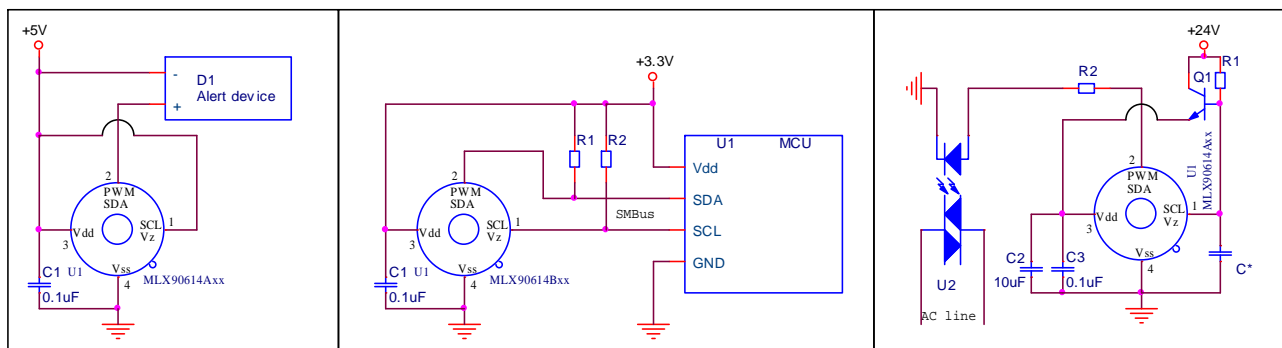 +5V
-
D1
Alert device
+
2
PWM
SDA
SCL
Vz
1
Vdd
3
Vss
4
C1
U1
0.1uF
MLX90614Axx
+3.3V
R1
R2
U1
MCU
Vdd
SDA
SCL
GND
SMBus
2
PWM
SDA
SCL
Vz
1
Vdd
3
Vss
4
C1
U1
0.1uF
MLX90614Bxx
+24V
R1
Q1
R2
U1
MLX90614Axx
2
PWM
SDA
SCL
Vz
1
Vdd
3
Vss
4
C2
10uF
C3
0.1uF
C*
U2
AC line